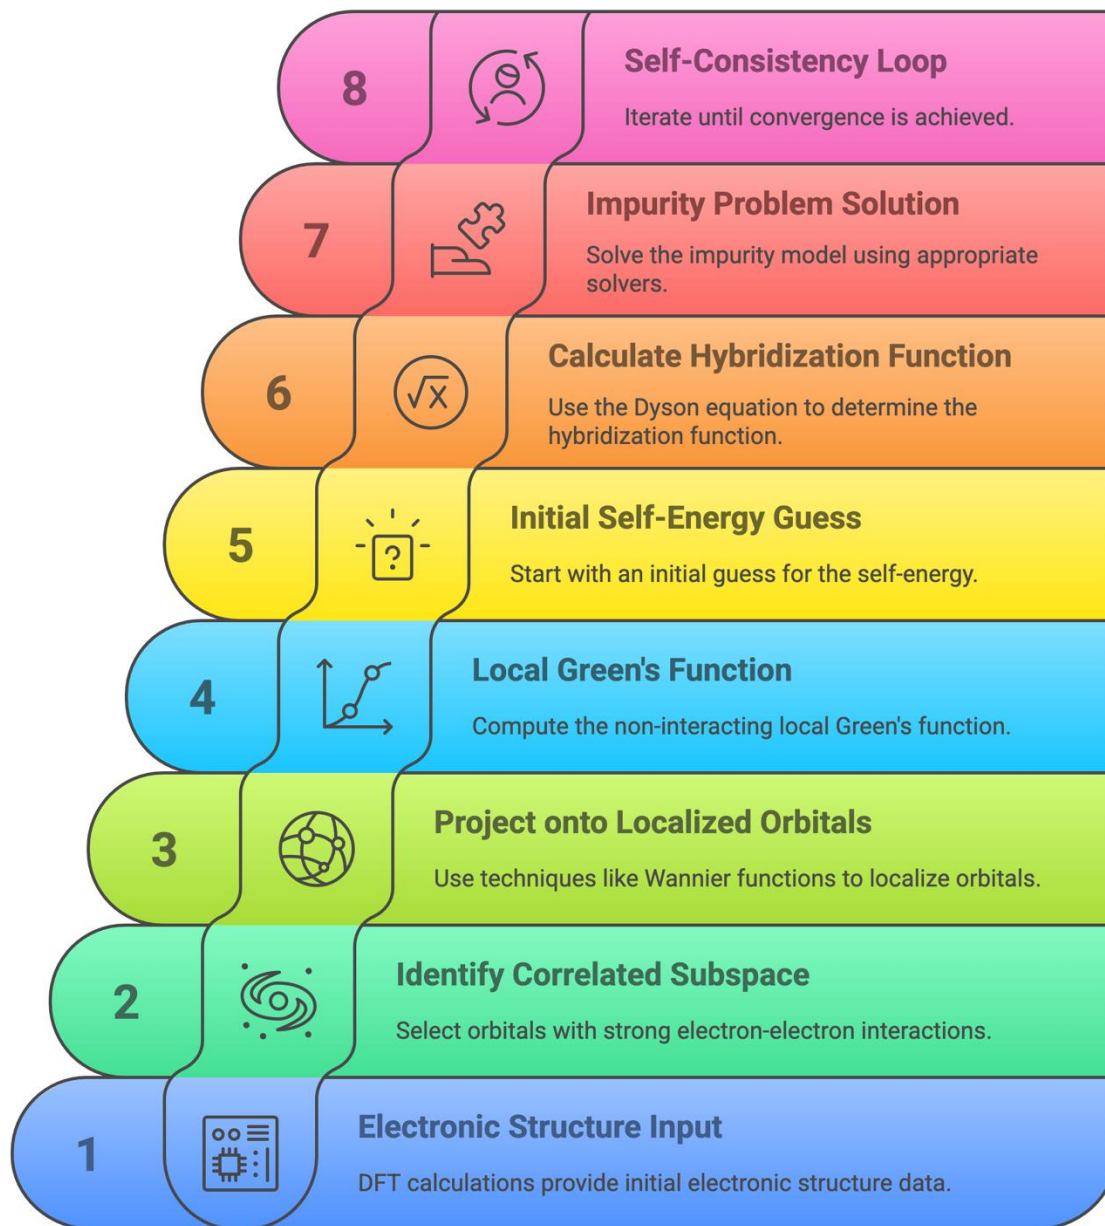 8
Self-Consistency Loop
Iterate until convergence is achieved.
7
Impurity Problem Solution
Solve the impurity model using appropriate
solvers.
6
√x
Calculate Hybridization Function
Use the Dyson equation to determine the
hybridization function.
5
?
Initial Self-Energy Guess
Start with an initial guess for the self-energy.
4
Local Green's Function
Compute the non-interacting local Green's function.
3
Project onto Localized Orbitals
Use techniques like Wannier functions to localize orbitals.
2
Identify Correlated Subspace
Select orbitals with strong electron-electron interactions.
1
Electronic Structure Input
DFT calculations provide initial electronic structure data.